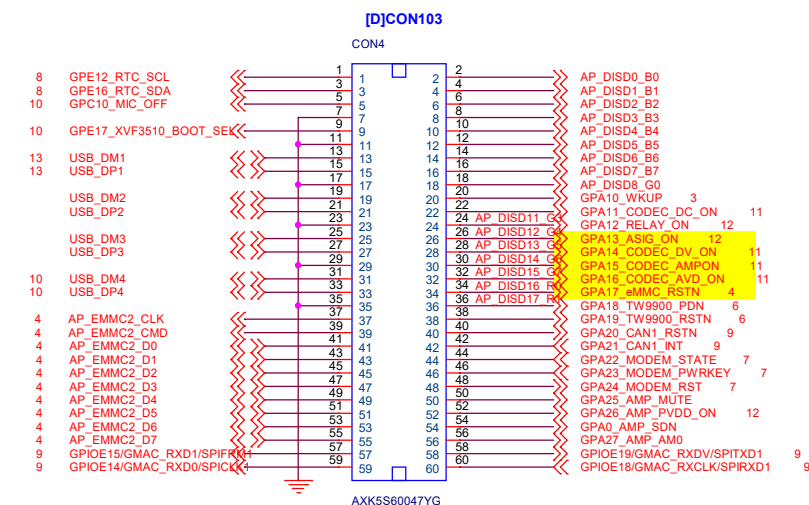 [D]CON103
CON4
8 GPE12_RTC_SCL 1 1 2 2 AP_DISD0_B0
8 GPE16_RTC_SDA 3 3 4 4 AP_DISD1_B1
10 GPC10_MIC_OFF 5 5 6 6 AP_DISD2_B2
7 7 8 8 AP_DISD3_B3
10 GPE17_XVF3510_BOOT_SEL 9 9 10 10 AP_DISD4_B4
11 11 12 12 AP_DISD5_B5
13 USB_DM1 13 13 14 14 AP_DISD6_B6
13 USB_DP1 15 15 16 16 AP_DISD7_B7
17 17 18 18 AP_DISD8_G0
USB_DM2 19 19 20 20 GPA10_WKUP 3
USB_DP2 21 21 22 22 GPA11_CODEC_DC_ON 11
23 23 24 24 GPA12_RELAY_ON 12
USB_DM3 25 25 26 26 GPA13_ASIG_ON 12
USB_DP3 27 27 28 28 GPA14_CODEC_DV_ON 11
29 29 30 30 GPA15_CODEC_AMPON 11
10 USB_DM4 31 31 32 32 GPA16_CODEC_AVD_ON 11
10 USB_DP4 33 33 34 34 GPA17_eMMC_RSTN 4
35 35 36 36 GPA18_TW9900_PDN 6
4 AP_EMMC2_CLK 37 37 38 38 GPA19_TW9900_RSTN 6
4 AP_EMMC2_CMD 39 39 40 40 GPA20_CAN1_RSTN 9
4 AP_EMMC2_D0 41 41 42 42 GPA21_CAN1_INT 9
4 AP_EMMC2_D1 43 43 44 44 GPA22_MODEM_STATE 7
4 AP_EMMC2_D2 45 45 46 46 GPA23_MODEM_PWRKEY 7
4 AP_EMMC2_D3 47 47 48 48 GPA24_MODEM_RST 7
4 AP_EMMC2_D4 49 49 50 50 GPA25_AMP_MUTE
4 AP_EMMC2_D5 51 51 52 52 GPA26_AMP_PVDD_ON 12
4 AP_EMMC2_D6 53 53 54 54 GPA0_AMP_SDN
4 AP_EMMC2_D7 55 55 56 56 GPA27_AMP_AM0
9 GPIOE15/GMAC_RXD1/SPIFRM1 57 57 58 58 GPIOE19/GMAC_RXDV/SPITXD1 9
9 GPIOE14/GMAC_RXD0/SPICLK1 59 59 60 60 GPIOE18/GMAC_RXCLK/SPIRXD1 9
AXK5S60047YG